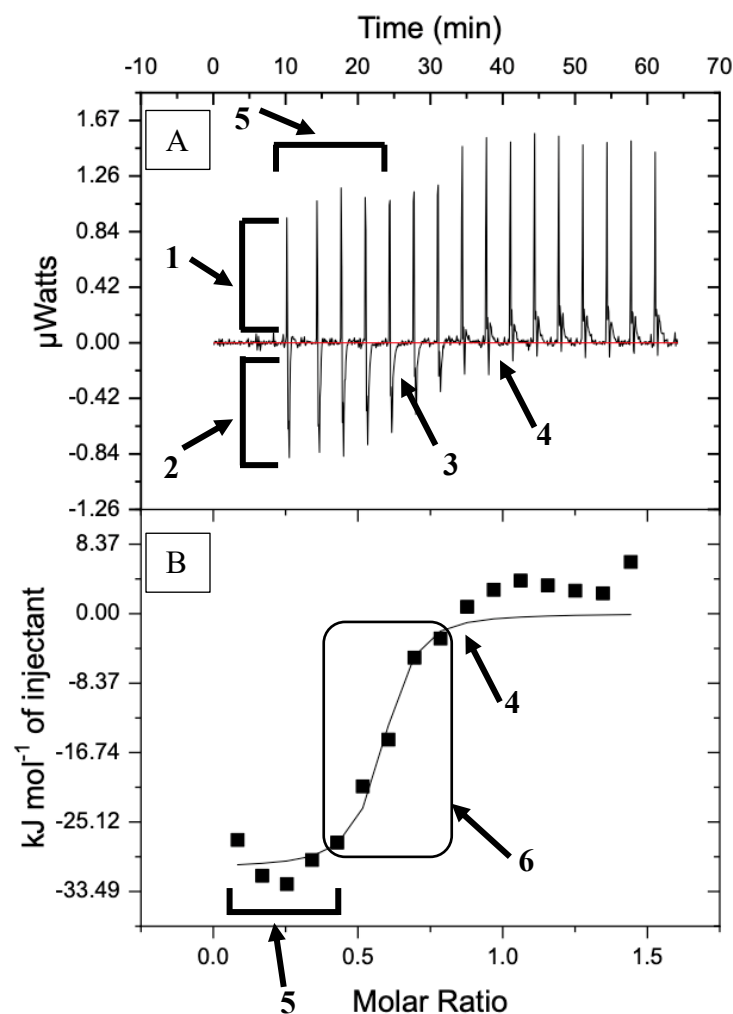 Time (min)
-10 0 10 20 30 40 50 60 70
5
A
1.67
1.26
0.84
0.42
0.00
-0.42
-0.84
-1.26
µWatts
1
2
3
4
B
8.37
0.00
-8.37
-16.74
-25.12
-33.49
kJ mol⁻¹ of injectant
4
6
5
0.0 0.5 1.0 1.5
Molar Ratio